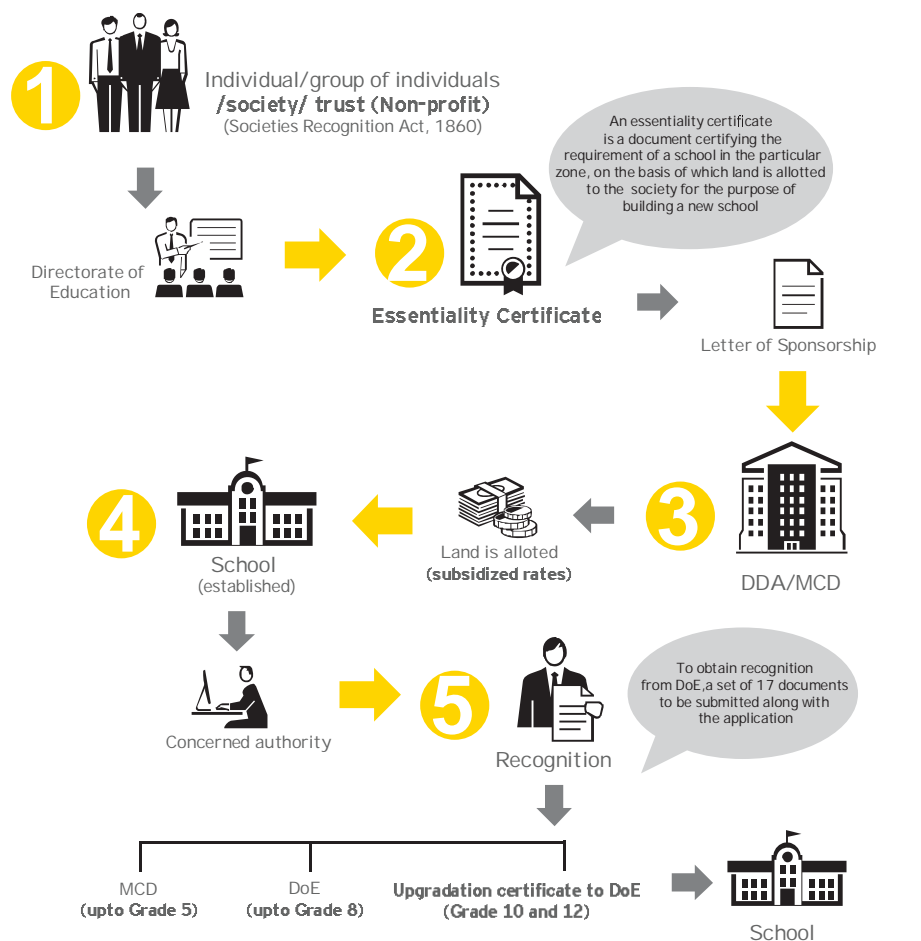 1
Individual/group of individuals
/society/ trust (Non-profit)
(Societies Recognition Act, 1860)
An essentiality certificate
is a document certifying the
requirement of a school in the particular
zone, on the basis of which land is allotted
to the society for the purpose of
building a new school
Directorate of
Education
2
Essentiality Certificate
Letter of Sponsorship
3
DDA/MCD
Land is alloted
(subsidized rates)
4
School
(established)
Concerned authority
5
Recognition
To obtain recognition
from DoE,a set of 17 documents
to be submitted along with
the application
MCD
(upto Grade 5)
DoE
(upto Grade 8)
Upgradation certificate to DoE
(Grade 10 and 12)
School